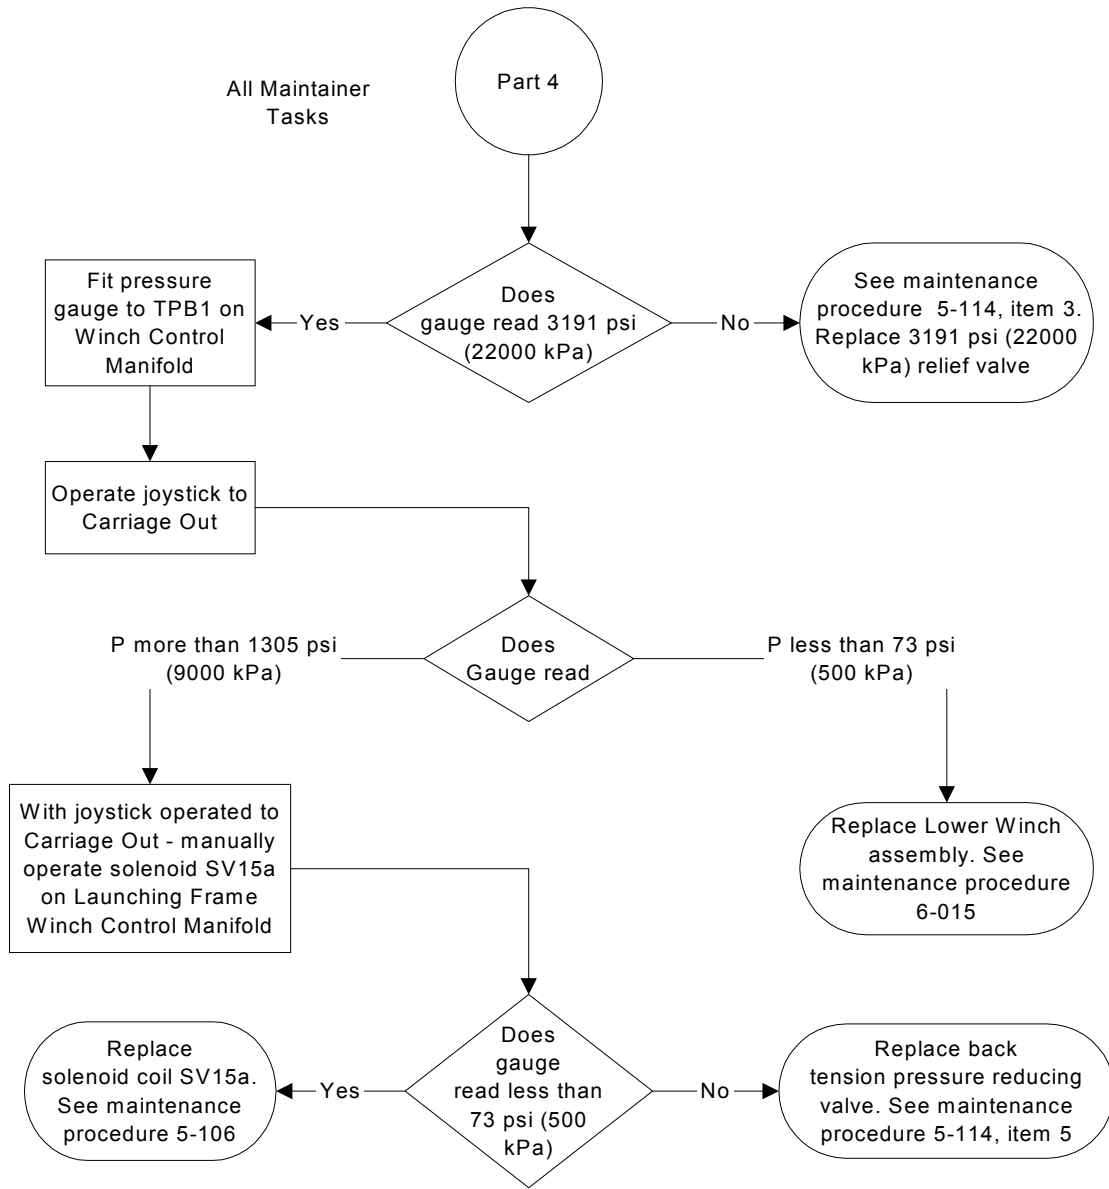 Part 4
All Maintainer
Tasks
Fit pressure
gauge to TPB1 on
Winch Control
Manifold
Yes
Does
gauge read 3191 psi
(22000 kPa)
No
See maintenance
procedure 5-114, item 3.
Replace 3191 psi (22000
kPa) relief valve
Operate joystick to
Carriage Out
P more than 1305 psi
(9000 kPa)
Does
Gauge read
P less than 73 psi
(500 kPa)
With joystick operated to
Carriage Out - manually
operate solenoid SV15a
on Launching Frame
Winch Control Manifold
Replace Lower Winch
assembly. See
maintenance procedure
6-015
Replace
solenoid coil SV15a.
See maintenance
procedure 5-106
Yes
Does
gauge
read less than
73 psi (500
kPa)
No
Replace back
tension pressure reducing
valve. See maintenance
procedure 5-114, item 5